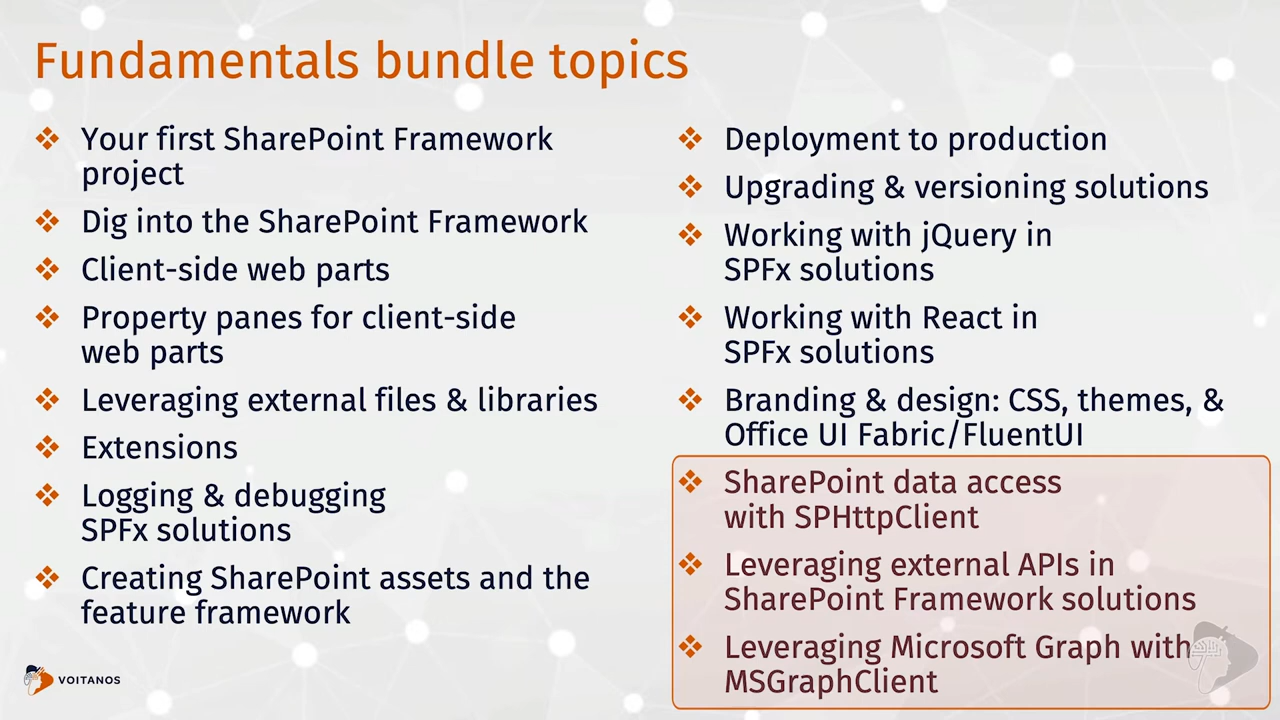 Fundamentals bundle topics
Your first SharePoint Framework
project
Dig into the SharePoint Framework
Client-side web parts
Property panes for client-side
web parts
Leveraging external files & libraries
Extensions
Logging & debugging
SPFx solutions
Creating SharePoint assets and the
feature framework
Deployment to production
Upgrading & versioning solutions
Working with jQuery in
SPFx solutions
Working with React in
SPFx solutions
Branding & design: CSS, themes, &
Office UI Fabric/FluentUI
SharePoint data access
with SPHttpClient
Leveraging external APIs in
SharePoint Framework solutions
Leveraging Microsoft Graph with
MSGraphClient
VOITANOS